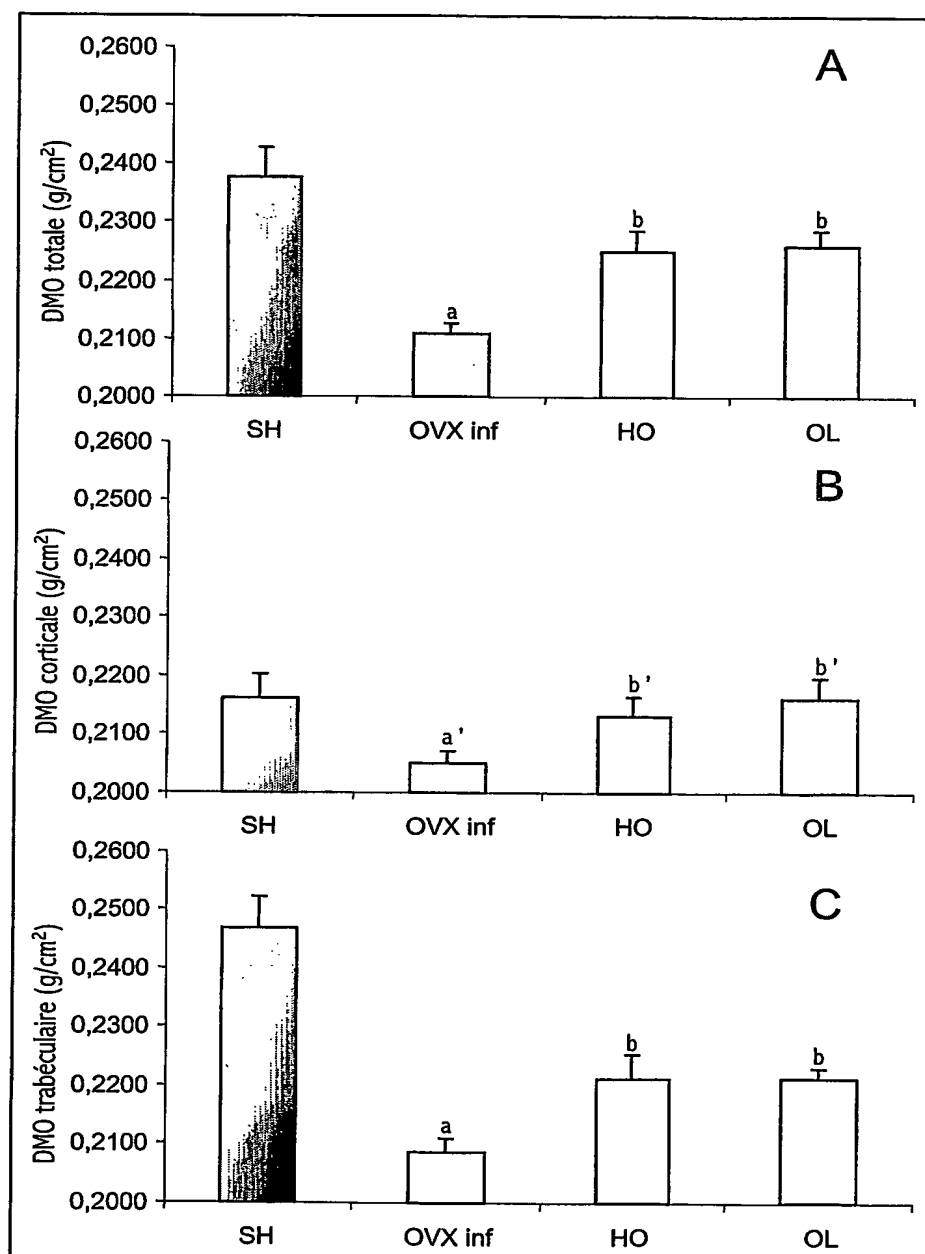 A
DMO totale (g/cm²)
0,2600
0,2500
0,2400
0,2300
0,2200
0,2100
0,2000
a
b
b
SH OVX inf HO OL
B
DMO corticale (g/cm²)
0,2600
0,2500
0,2400
0,2300
0,2200
0,2100
0,2000
a'
b'
b'
SH OVX inf HO OL
C
DMO trabéculaire (g/cm²)
0,2600
0,2500
0,2400
0,2300
0,2200
0,2100
0,2000
a
b
b
SH OVX inf HO OL